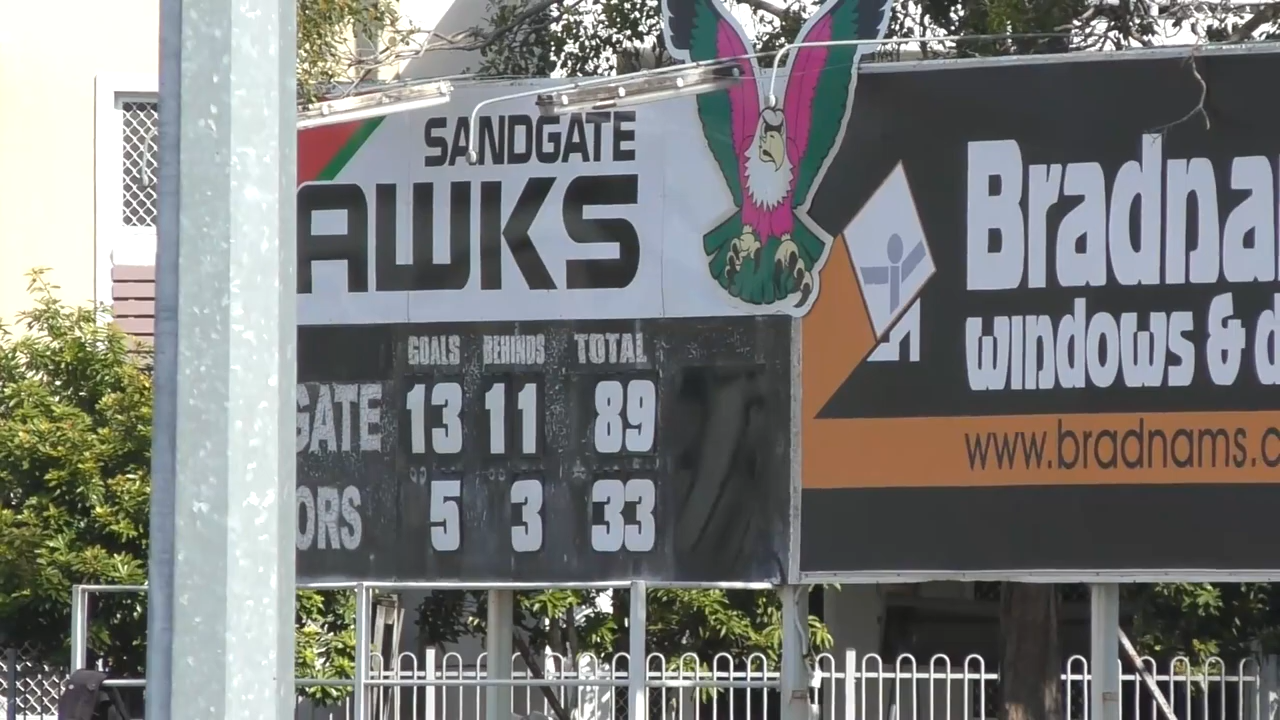 SANDGATE
AWKS
GOALS BEHINDS TOTAL
GATE 13 11 89
ORS 5 3 33
Bradna
windows & d
www.bradnams.c